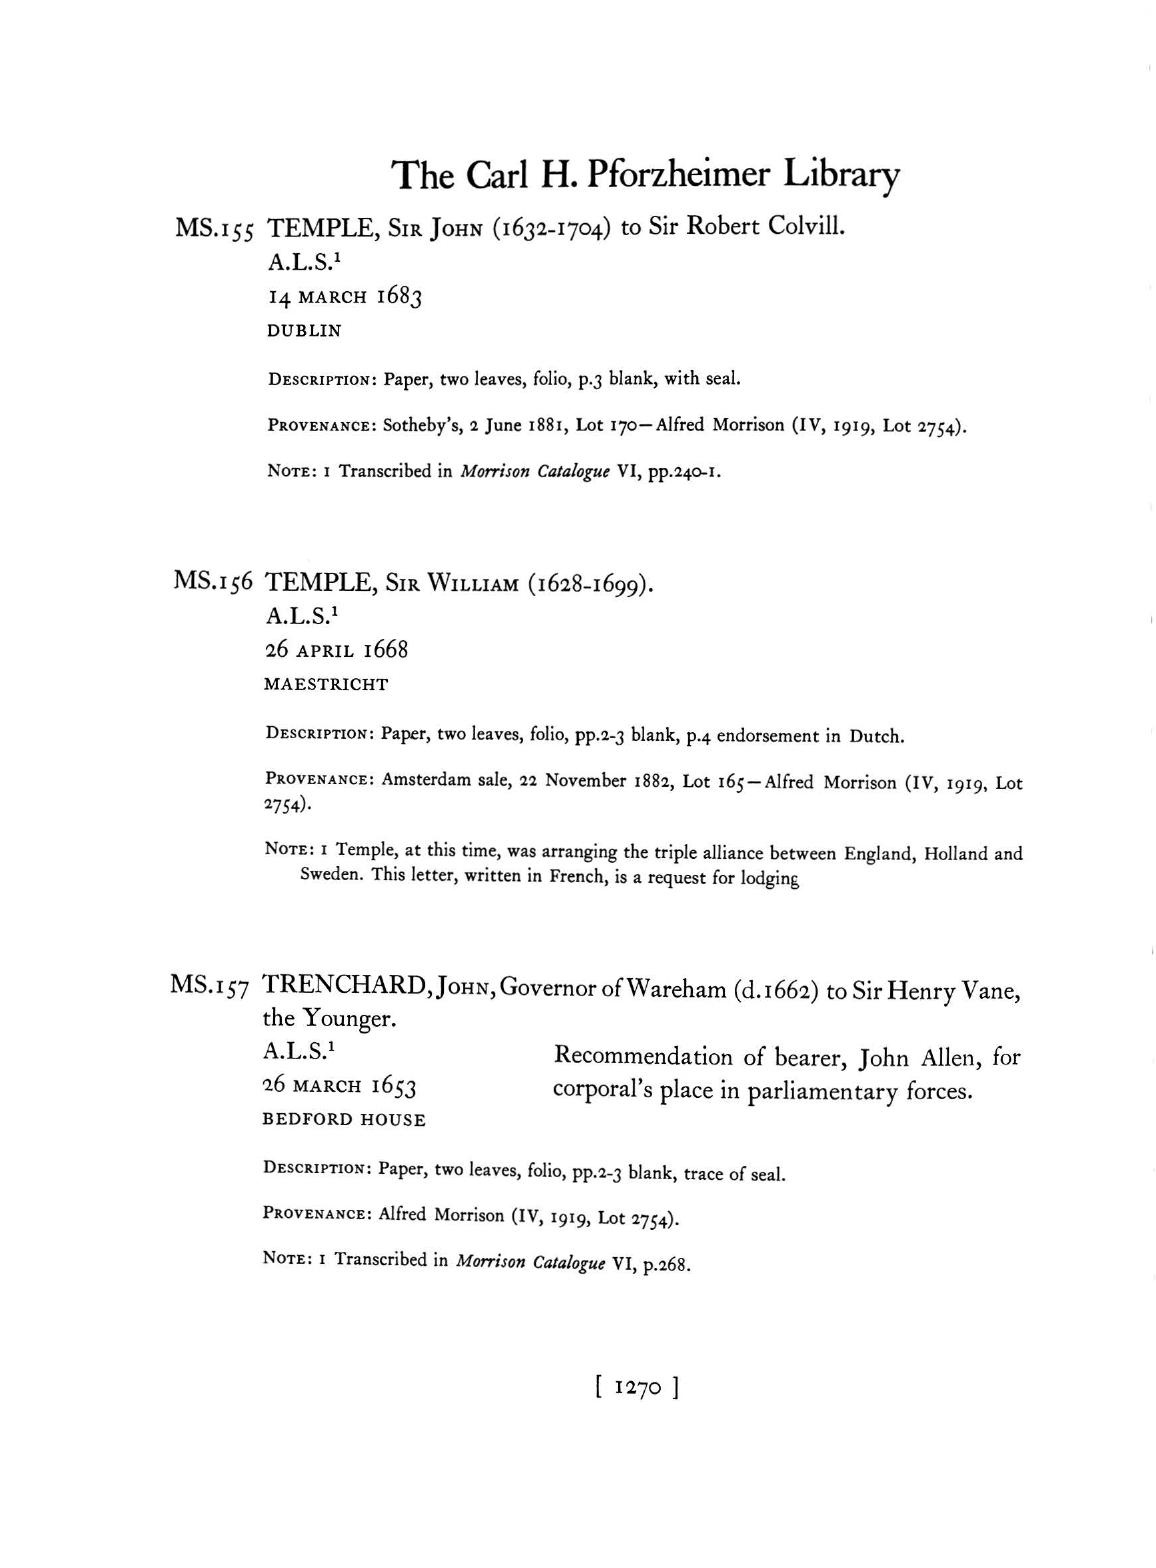 The Carl H. Pforzheimer Library
MS.155 TEMPLE, Sir John (1632-1704) to Sir Robert Colvill.
A.L.S.¹
14 MARCH 1683
DUBLIN
Description: Paper, two leaves, folio, p.3 blank, with seal.
Provenance: Sotheby's, 2 June 1881, Lot 170—Alfred Morrison (IV, 1919, Lot 2754).
Note: 1 Transcribed in Morrison Catalogue VI, pp.240-1.
MS.156 TEMPLE, Sir William (1628-1699).
A.L.S.¹
26 APRIL 1668
MAESTRICHT
Description: Paper, two leaves, folio, pp.2-3 blank, p.4 endorsement in Dutch.
Provenance: Amsterdam sale, 22 November 1882, Lot 165—Alfred Morrison (IV, 1919, Lot
2754).
Note: 1 Temple, at this time, was arranging the triple alliance between England, Holland and
Sweden. This letter, written in French, is a request for lodging
MS.157 TRENCHARD, John, Governor of Wareham (d.1662) to Sir Henry Vane,
the Younger.
A.L.S.¹
26 MARCH 1653
BEDFORD HOUSE
Recommendation of bearer, John Allen, for
corporal's place in parliamentary forces.
Description: Paper, two leaves, folio, pp.2-3 blank, trace of seal.
Provenance: Alfred Morrison (IV, 1919, Lot 2754).
Note: 1 Transcribed in Morrison Catalogue VI, p.268.
[ 1270 ]